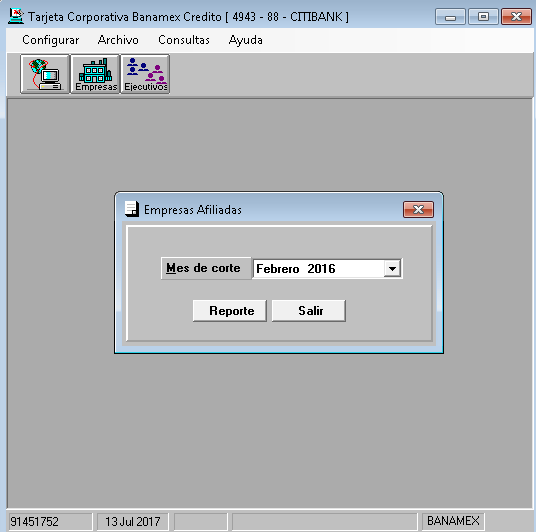 Tarjeta Corporativa Banamex Credito [ 4943 - 88 - CITIBANK ]
Configurar Archivo Consultas Ayuda
Empresas Ejecutivos
Empresas Afiliadas
Mes de corte Febrero 2016
Reporte Salir
91451752 13 Jul 2017 BANAMEX